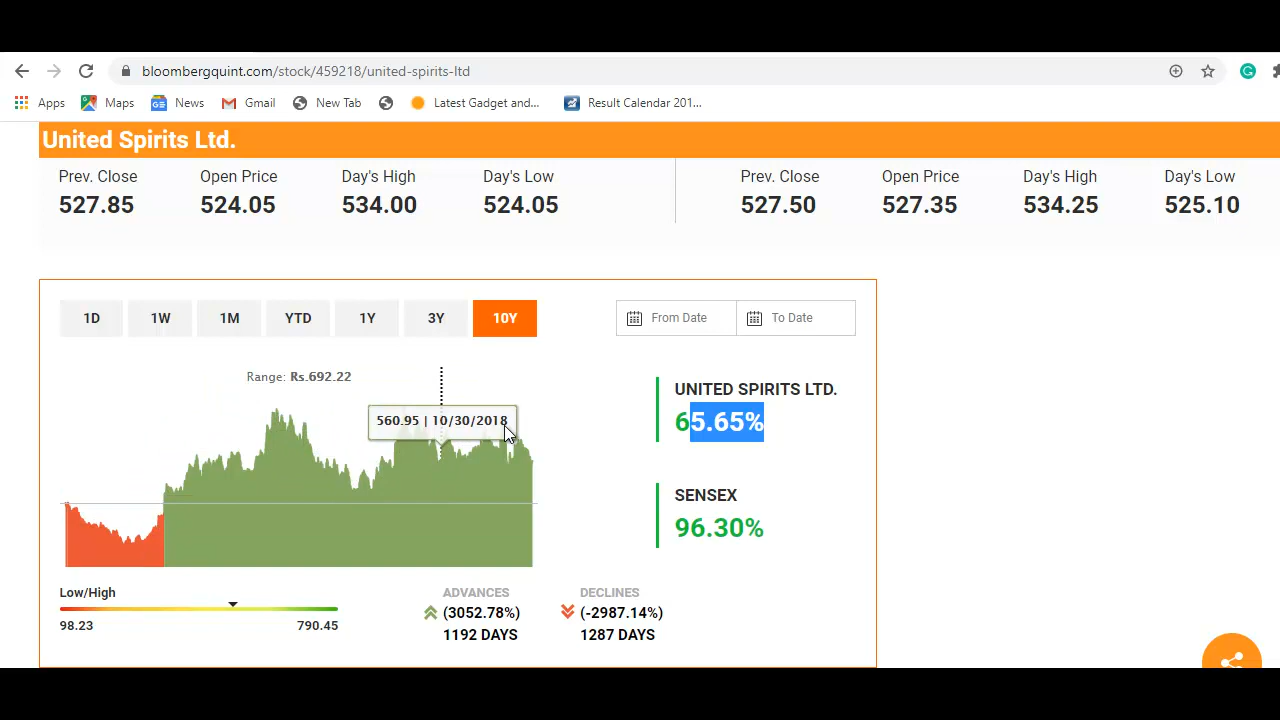 bloombergquint.com/stock/459218/united-spirits-ltd
Apps Maps News Gmail New Tab Latest Gadget and... Result Calendar 201...
United Spirits Ltd.
Prev. Close Open Price Day's High Day's Low Prev. Close Open Price Day's High Day's Low
527.85 524.05 534.00 524.05 527.50 527.35 534.25 525.10
1D 1W 1M YTD 1Y 3Y 10Y From Date To Date
Range: Rs.692.22
560.95 | 10/30/2018
UNITED SPIRITS LTD.
65.65%
SENSEX
96.30%
Low/High
98.23 790.45
ADVANCES DECLINES
(3052.78%) (-2987.14%)
1192 DAYS 1287 DAYS